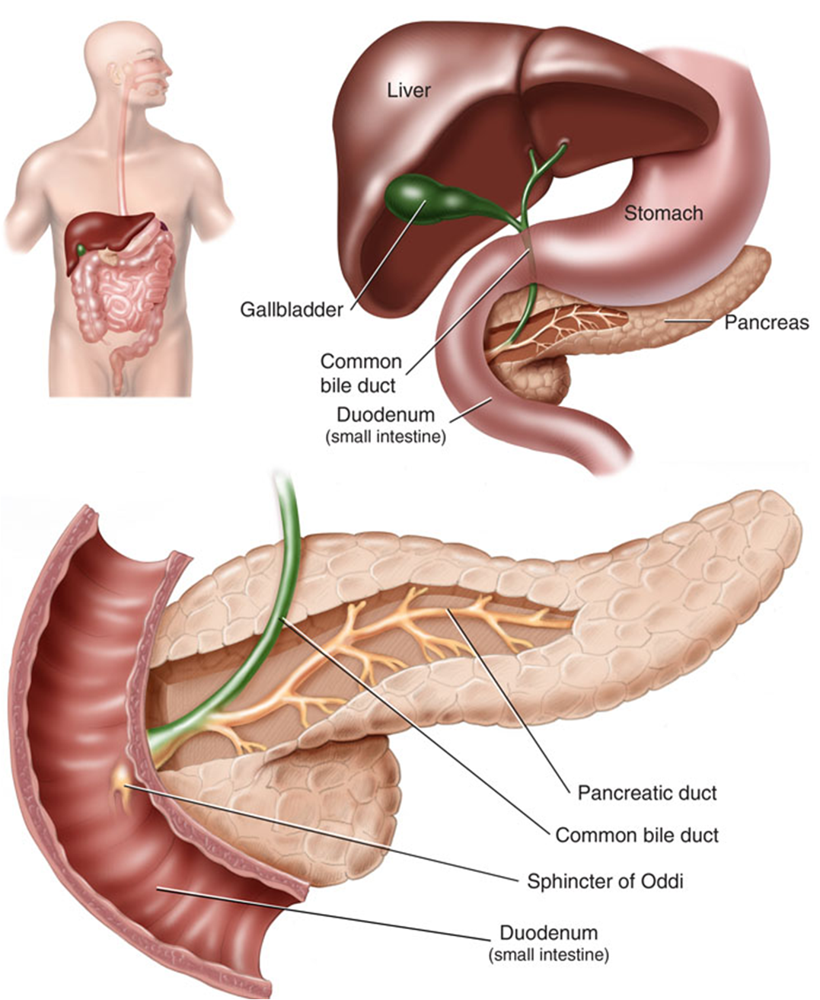 Liver
Stomach
Gallbladder
Pancreas
Common
bile duct
Duodenum
(small intestine)
Pancreatic duct
Common bile duct
Sphincter of Oddi
Duodenum
(small intestine)